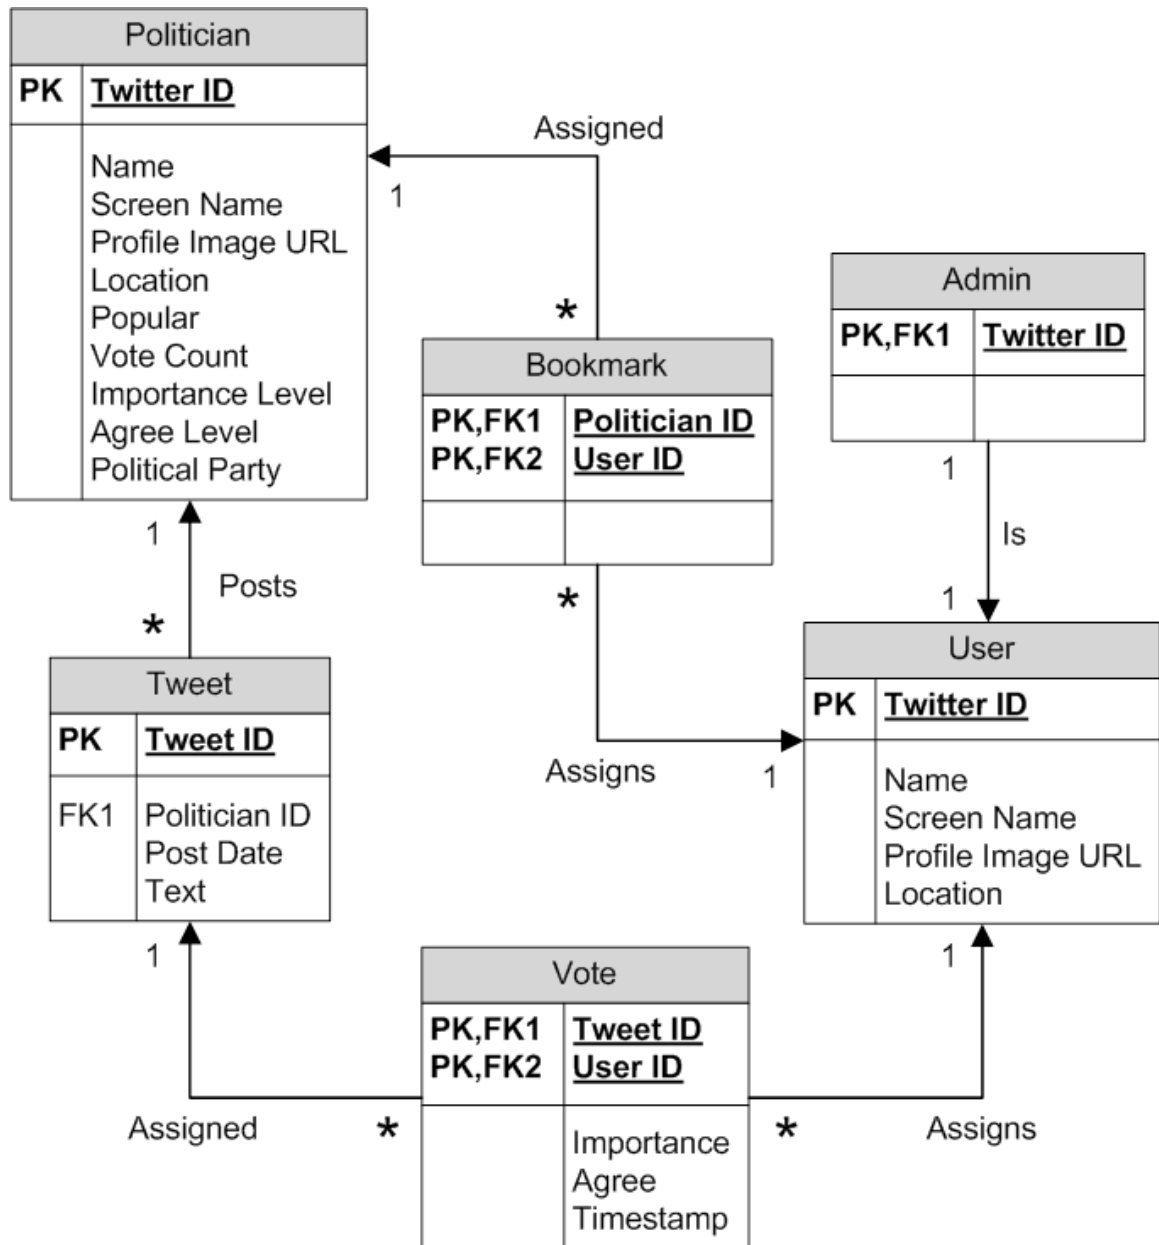 Politician
PK Twitter ID
Name
Screen Name
Profile Image URL
Location
Popular
Vote Count
Importance Level
Agree Level
Political Party
Assigned
1
*
Bookmark
PK,FK1 Politician ID
PK,FK2 User ID
Admin
PK,FK1 Twitter ID
1
Is
1
1
Posts
*
*
Assigns
1
User
PK Twitter ID
Name
Screen Name
Profile Image URL
Location
Tweet
PK Tweet ID
FK1 Politician ID
Post Date
Text
1
Assigned
*
Vote
PK,FK1 Tweet ID
PK,FK2 User ID
Importance
Agree
Timestamp
1
*
Assigns